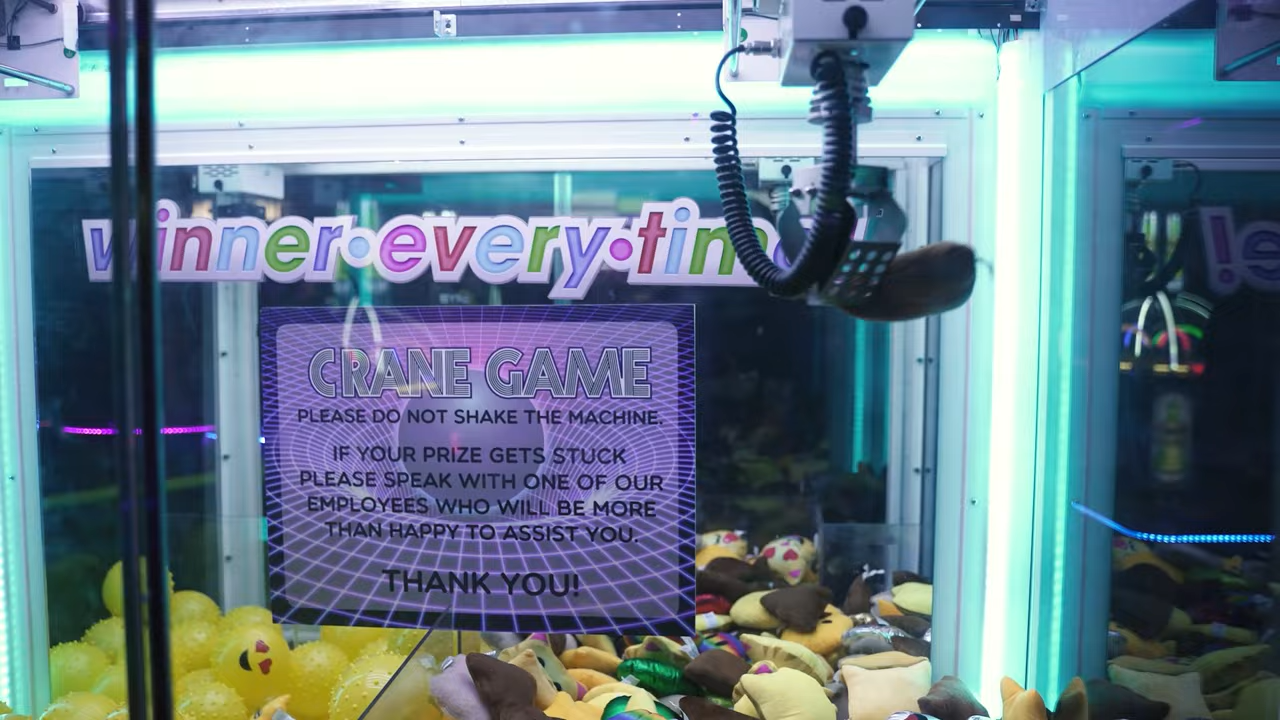 winner•every•time!
CRANE GAME
PLEASE DO NOT SHAKE THE MACHINE.
IF YOUR PRIZE GETS STUCK
PLEASE SPEAK WITH ONE OF OUR
EMPLOYEES WHO WILL BE MORE
THAN HAPPY TO ASSIST YOU.
THANK YOU!
e!